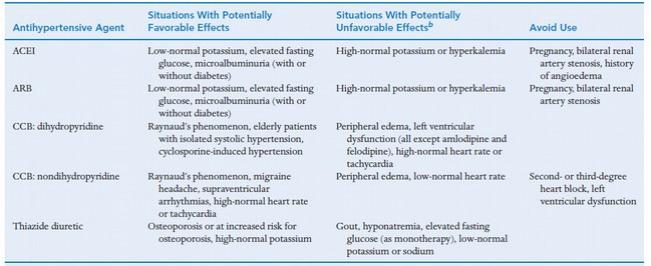 Antihypertensive Agent
Situations With Potentially
Favorable Effects
Situations With Potentially
Unfavorable Effectsᵇ
Avoid Use
ACEI
Low-normal potassium, elevated fasting
glucose, microalbuminuria (with or
without diabetes)
High-normal potassium or hyperkalemia
Pregnancy, bilateral renal
artery stenosis, history
of angioedema
ARB
Low-normal potassium, elevated fasting
glucose, microalbuminuria (with or
without diabetes)
High-normal potassium or hyperkalemia
Pregnancy, bilateral renal
artery stenosis
CCB: dihydropyridine
Raynaud's phenomenon, elderly patients
with isolated systolic hypertension,
cyclosporine-induced hypertension
Peripheral edema, left ventricular
dysfunction (all except amlodipine and
felodipine), high-normal heart rate or
tachycardia
CCB: nondihydropyridine
Raynaud's phenomenon, migraine
headache, supraventricular
arrhythmias, high-normal heart rate
or tachycardia
Peripheral edema, low-normal heart rate
Second- or third-degree
heart block, left
ventricular dysfunction
Thiazide diuretic
Osteoporosis or at increased risk for
osteoporosis, high-normal potassium
Gout, hyponatremia, elevated fasting
glucose (as monotherapy), low-normal
potassium or sodium